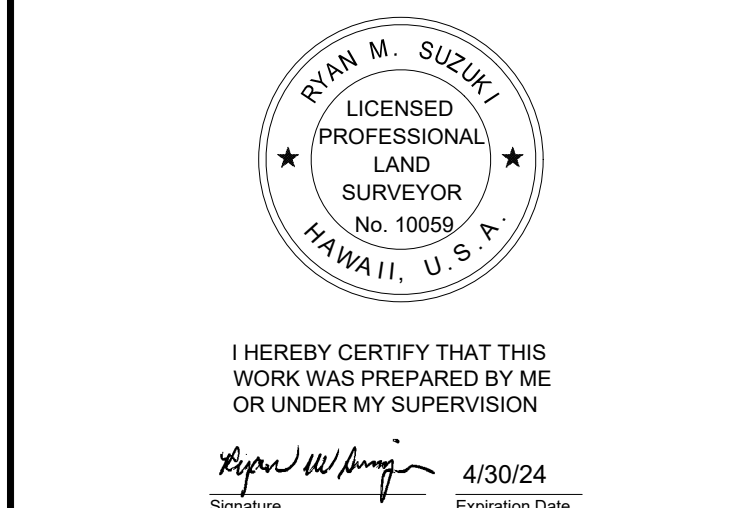 RYAN M. SUZUKI
LICENSED
PROFESSIONAL
LAND
SURVEYOR
No. 10059
HAWAII, U.S.A.
I HEREBY CERTIFY THAT THIS
WORK WAS PREPARED BY ME
OR UNDER MY SUPERVISION
4/30/24
Signature Expiration Date